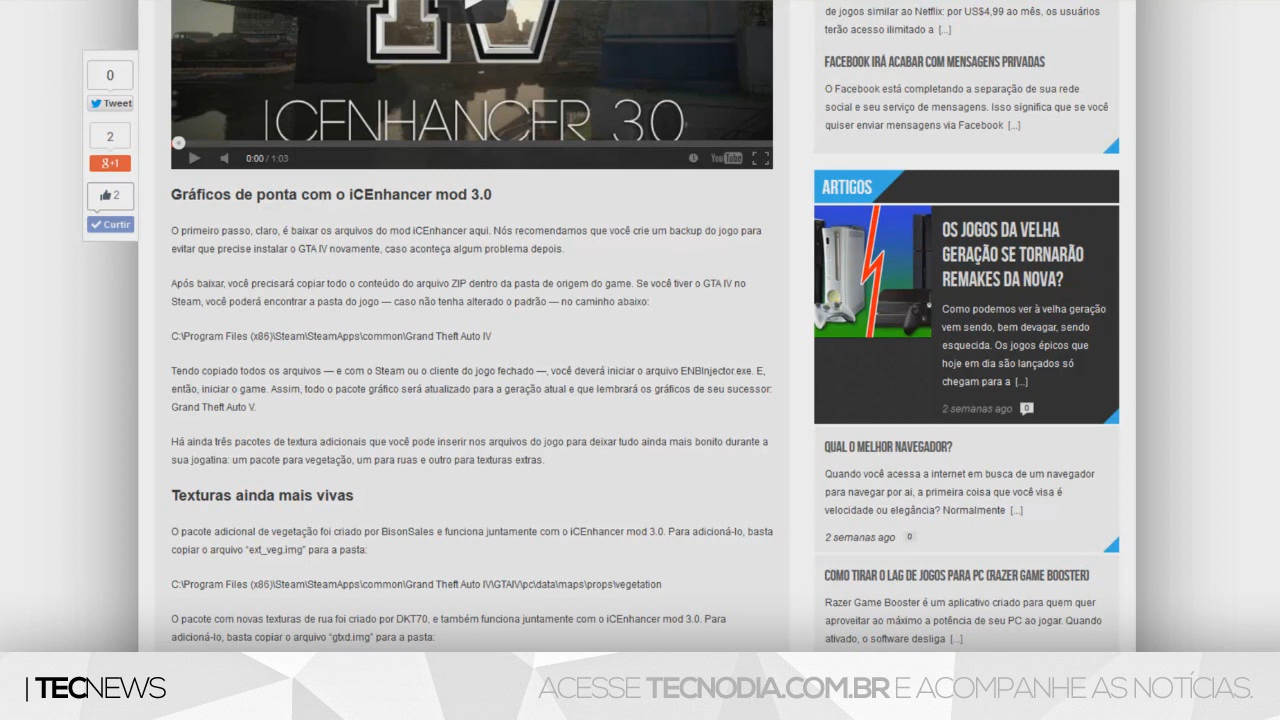 IV
ICENHANCER 3.0
0:00 / 1:03
YouTube
0
Tweet
2
g+1
2
Curtir
Gráficos de ponta com o iCEnhancer mod 3.0
O primeiro passo, claro, é baixar os arquivos do mod iCEnhancer aqui. Nós recomendamos que você crie um backup do jogo para
evitar que precise instalar o GTA IV novamente, caso aconteça algum problema depois.
Após baixar, você precisará copiar todo o conteúdo do arquivo ZIP dentro da pasta de origem do game. Se você tiver o GTA IV no
Steam, você poderá encontrar a pasta do jogo — caso não tenha alterado o padrão — no caminho abaixo:
C:\Program Files (x86)\Steam\SteamApps\common\Grand Theft Auto IV
Tendo copiado todos os arquivos — e com o Steam ou o cliente do jogo fechado —, você deverá iniciar o arquivo ENBInjector.exe. E,
então, iniciar o game. Assim, todo o pacote gráfico será atualizado para a geração atual e que lembrará os gráficos de seu sucessor:
Grand Theft Auto V.
Há ainda três pacotes de textura adicionais que você pode inserir nos arquivos do jogo para deixar tudo ainda mais bonito durante a
sua jogatina: um pacote para vegetação, um para ruas e outro para texturas extras.
Texturas ainda mais vivas
O pacote adicional de vegetação foi criado por BisonSales e funciona juntamente com o iCEnhancer mod 3.0. Para adicioná-lo, basta
copiar o arquivo “ext_veg.img” para a pasta:
C:\Program Files (x86)\Steam\SteamApps\common\Grand Theft Auto IV\GTAIV\pc\data\maps\props\vegetation
O pacote com novas texturas de rua foi criado por DKT70, e também funciona juntamente com o iCEnhancer mod 3.0. Para
adicioná-lo, basta copiar o arquivo “gtxd.img” para a pasta:
de jogos similar ao Netflix: por US$4,99 ao mês, os usuários
terão acesso ilimitado a [...]
FACEBOOK IRÁ ACABAR COM MENSAGENS PRIVADAS
O Facebook está completando a separação de sua rede
social e seu serviço de mensagens. Isso significa que se você
quiser enviar mensagens via Facebook [...]
ARTIGOS
OS JOGOS DA VELHA
GERAÇÃO SE TORNARÃO
REMAKES DA NOVA?
Como podemos ver à velha geração
vem sendo, bem devagar, sendo
esquecida. Os jogos épicos que
hoje em dia são lançados só
chegam para a [...]
2 semanas ago 0
QUAL O MELHOR NAVEGADOR?
Quando você acessa a internet em busca de um navegador
para navegar por ai, a primeira coisa que você visa é
velocidade ou elegância? Normalmente [...]
2 semanas ago 0
COMO TIRAR O LAG DE JOGOS PARA PC (RAZER GAME BOOSTER)
Razer Game Booster é um aplicativo criado para quem quer
aproveitar ao máximo a potência de seu PC ao jogar. Quando
ativado, o software desliga [...]
| TECNEWS
ACESSE TECNODIA.COM.BR E ACOMPANHE AS NOTÍCIAS.